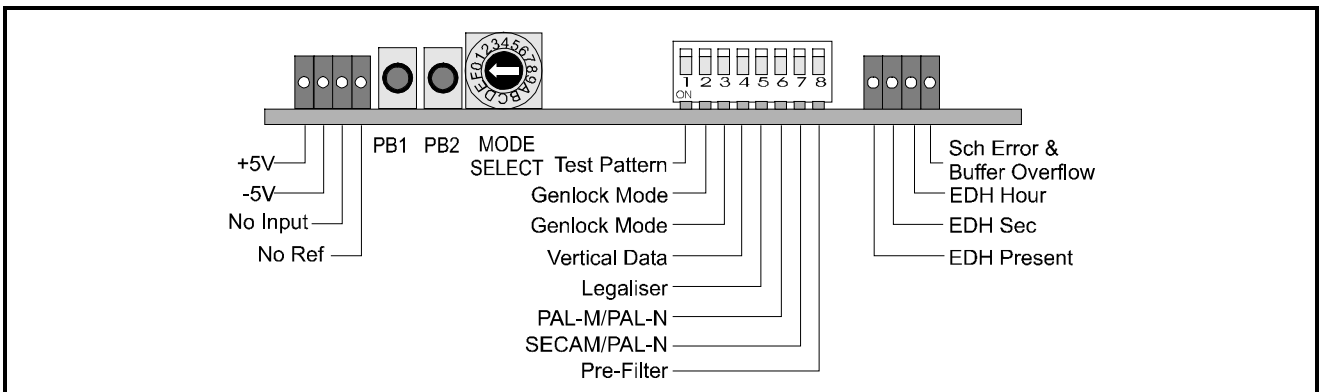 0123456789ABCDEF
1 2 3 4 5 6 7 8
ON
PB1 PB2 MODE SELECT
+5V
-5V
No Input
No Ref
Test Pattern
Genlock Mode
Genlock Mode
Vertical Data
Legaliser
PAL-M/PAL-N
SECAM/PAL-N
Pre-Filter
Sch Error &
Buffer Overflow
EDH Hour
EDH Sec
EDH Present